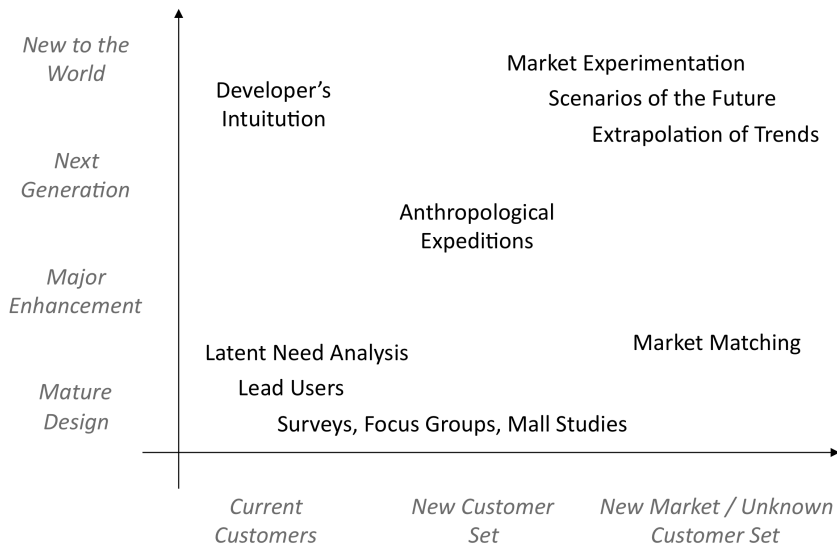 New to the
World
Developer's
Intuitution
Market Experimentation
Scenarios of the Future
Extrapolation of Trends
Next
Generation
Anthropological
Expeditions
Major
Enhancement
Latent Need Analysis
Market Matching
Lead Users
Mature
Design
Surveys, Focus Groups, Mall Studies
Current
Customers
New Customer
Set
New Market / Unknown
Customer Set